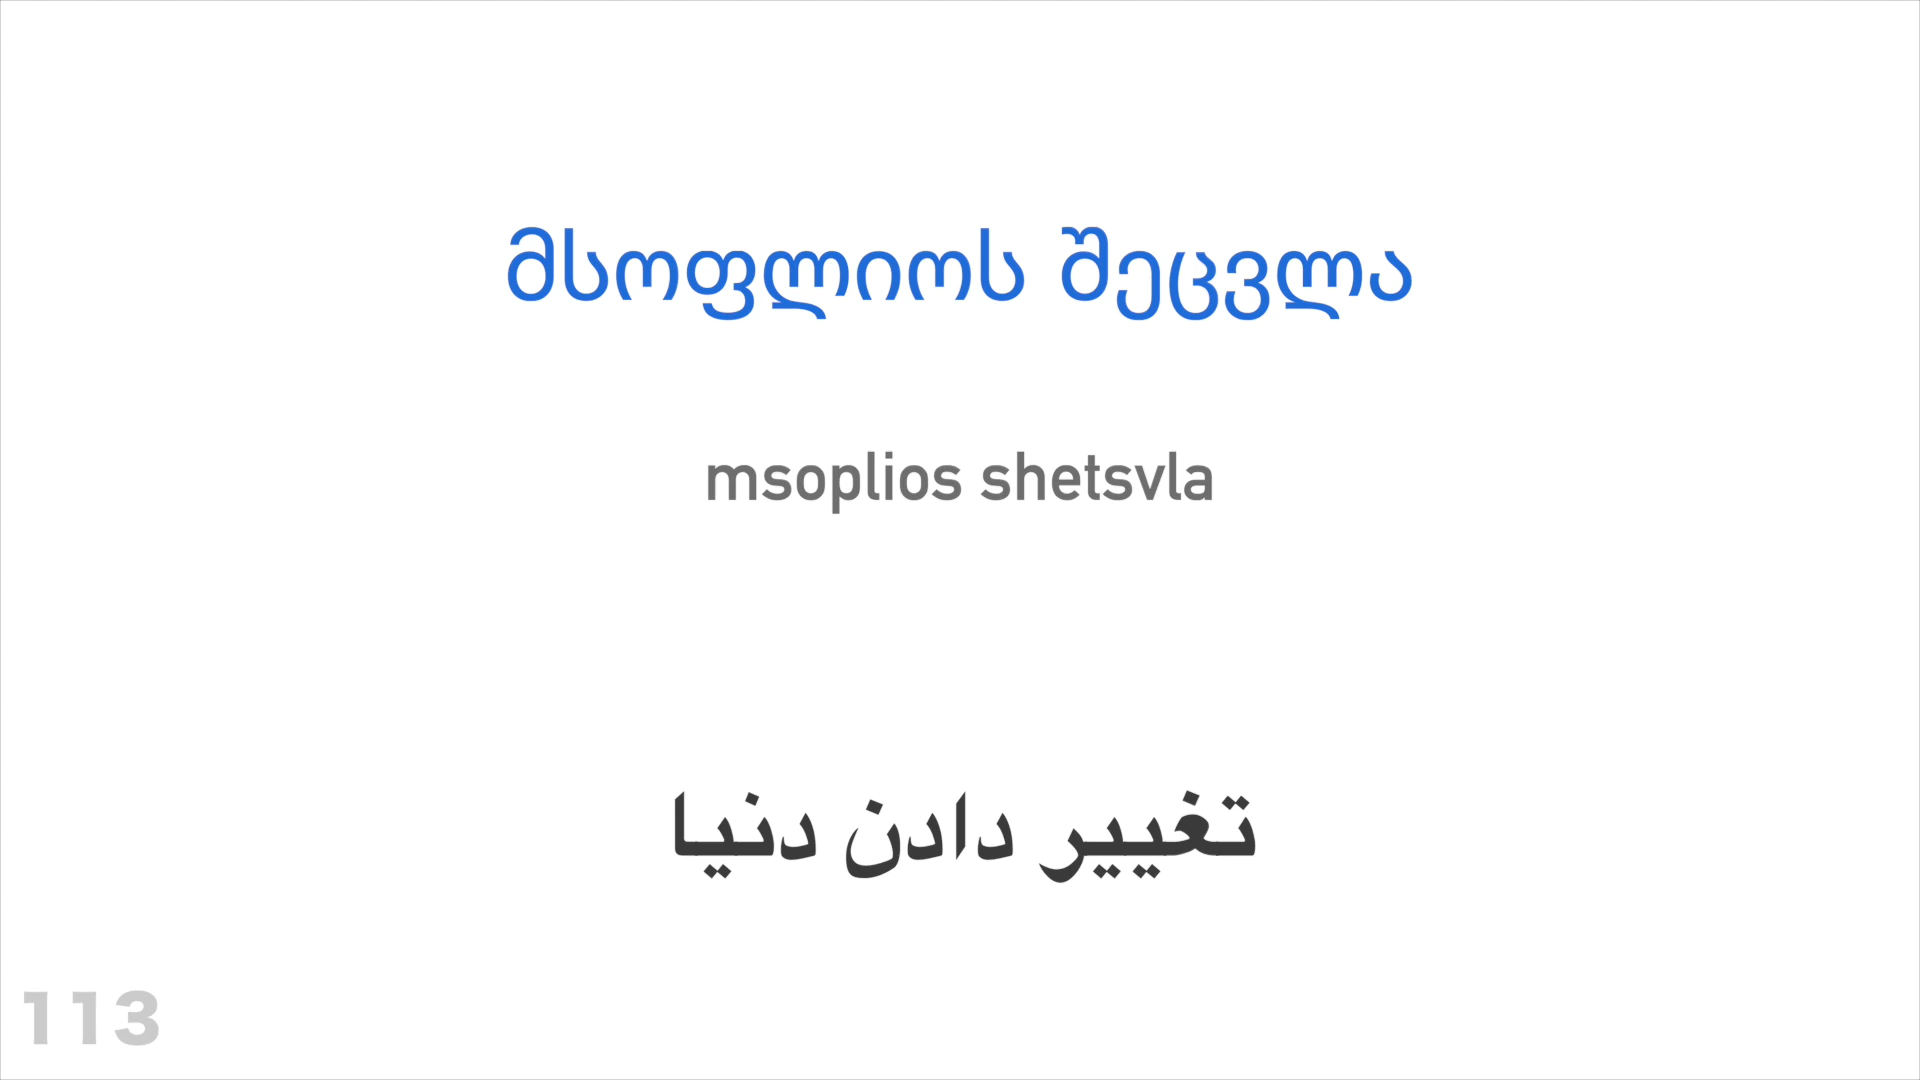 მსოფლიოს შეცვლა
msoplios shetsvla
تغییر دادن دنیا
113